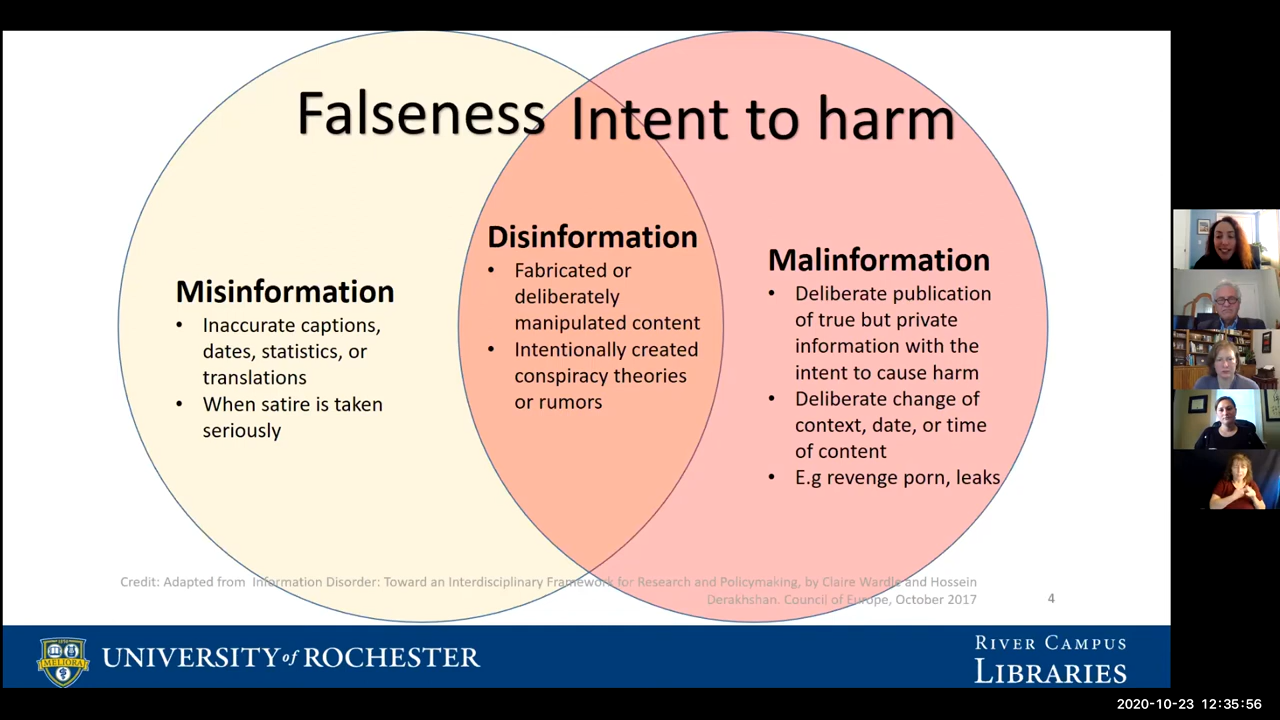 Falseness
Intent to harm
Misinformation
• Inaccurate captions,
dates, statistics, or
translations
• When satire is taken
seriously
Disinformation
• Fabricated or
deliberately
manipulated content
• Intentionally created
conspiracy theories
or rumors
Malinformation
• Deliberate publication
of true but private
information with the
intent to cause harm
• Deliberate change of
context, date, or time
of content
• E.g revenge porn, leaks
Credit: Adapted from Information Disorder: Toward an Interdisciplinary Framework for Research and Policymaking, by Claire Wardle and Hossein
Derakhshan. Council of Europe, October 2017
4
MELIORA
UNIVERSITY of ROCHESTER
RIVER CAMPUS
LIBRARIES
2020-10-23 12:35:56